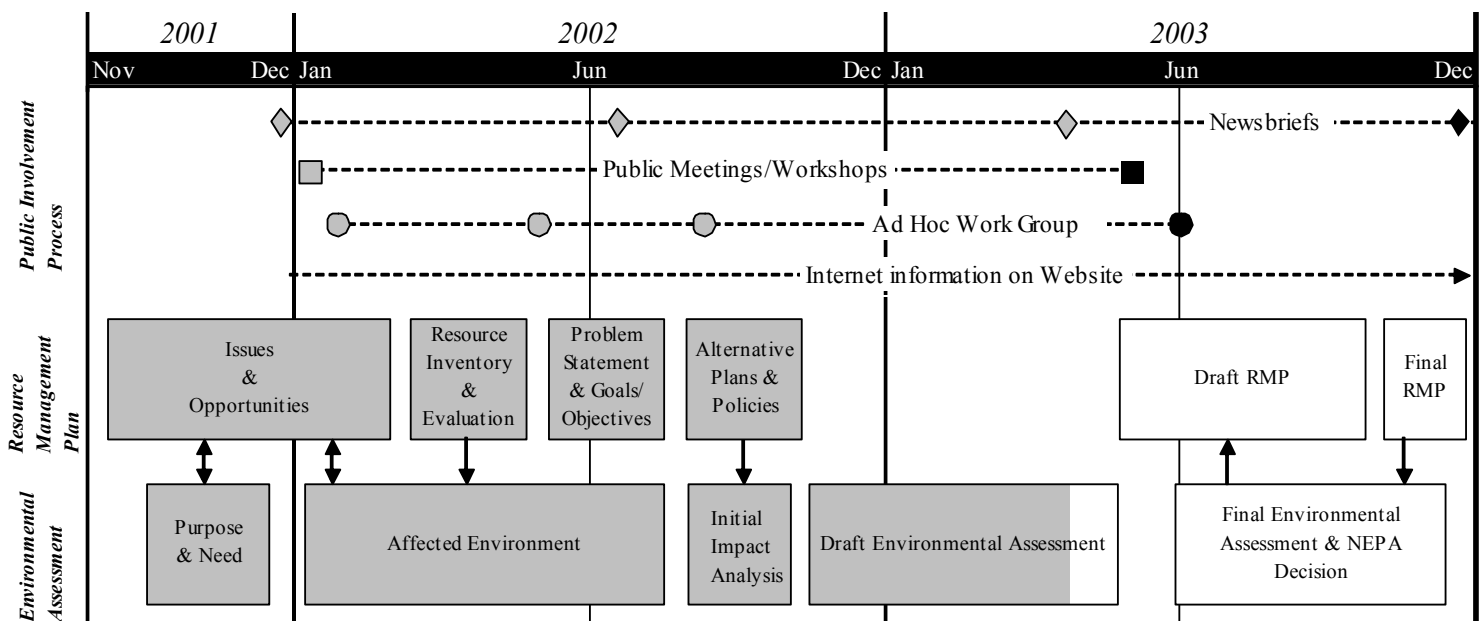 2001
2002
2003
Nov
Dec
Jan
Jun
Dec
Jan
Jun
Dec
Public Involvement
Process
Newsbriefs
Public Meetings/Workshops
Ad Hoc Work Group
Internet information on Website
Resource
Management
Plan
Issues
&
Opportunities
Resource
Inventory
&
Evaluation
Problem
Statement
& Goals/
Objectives
Alternative
Plans &
Policies
Draft RMP
Final
RMP
Environmental
Assessment
Purpose
& Need
Affected Environment
Initial
Impact
Analysis
Draft Environmental Assessment
Final Environmental
Assessment & NEPA
Decision